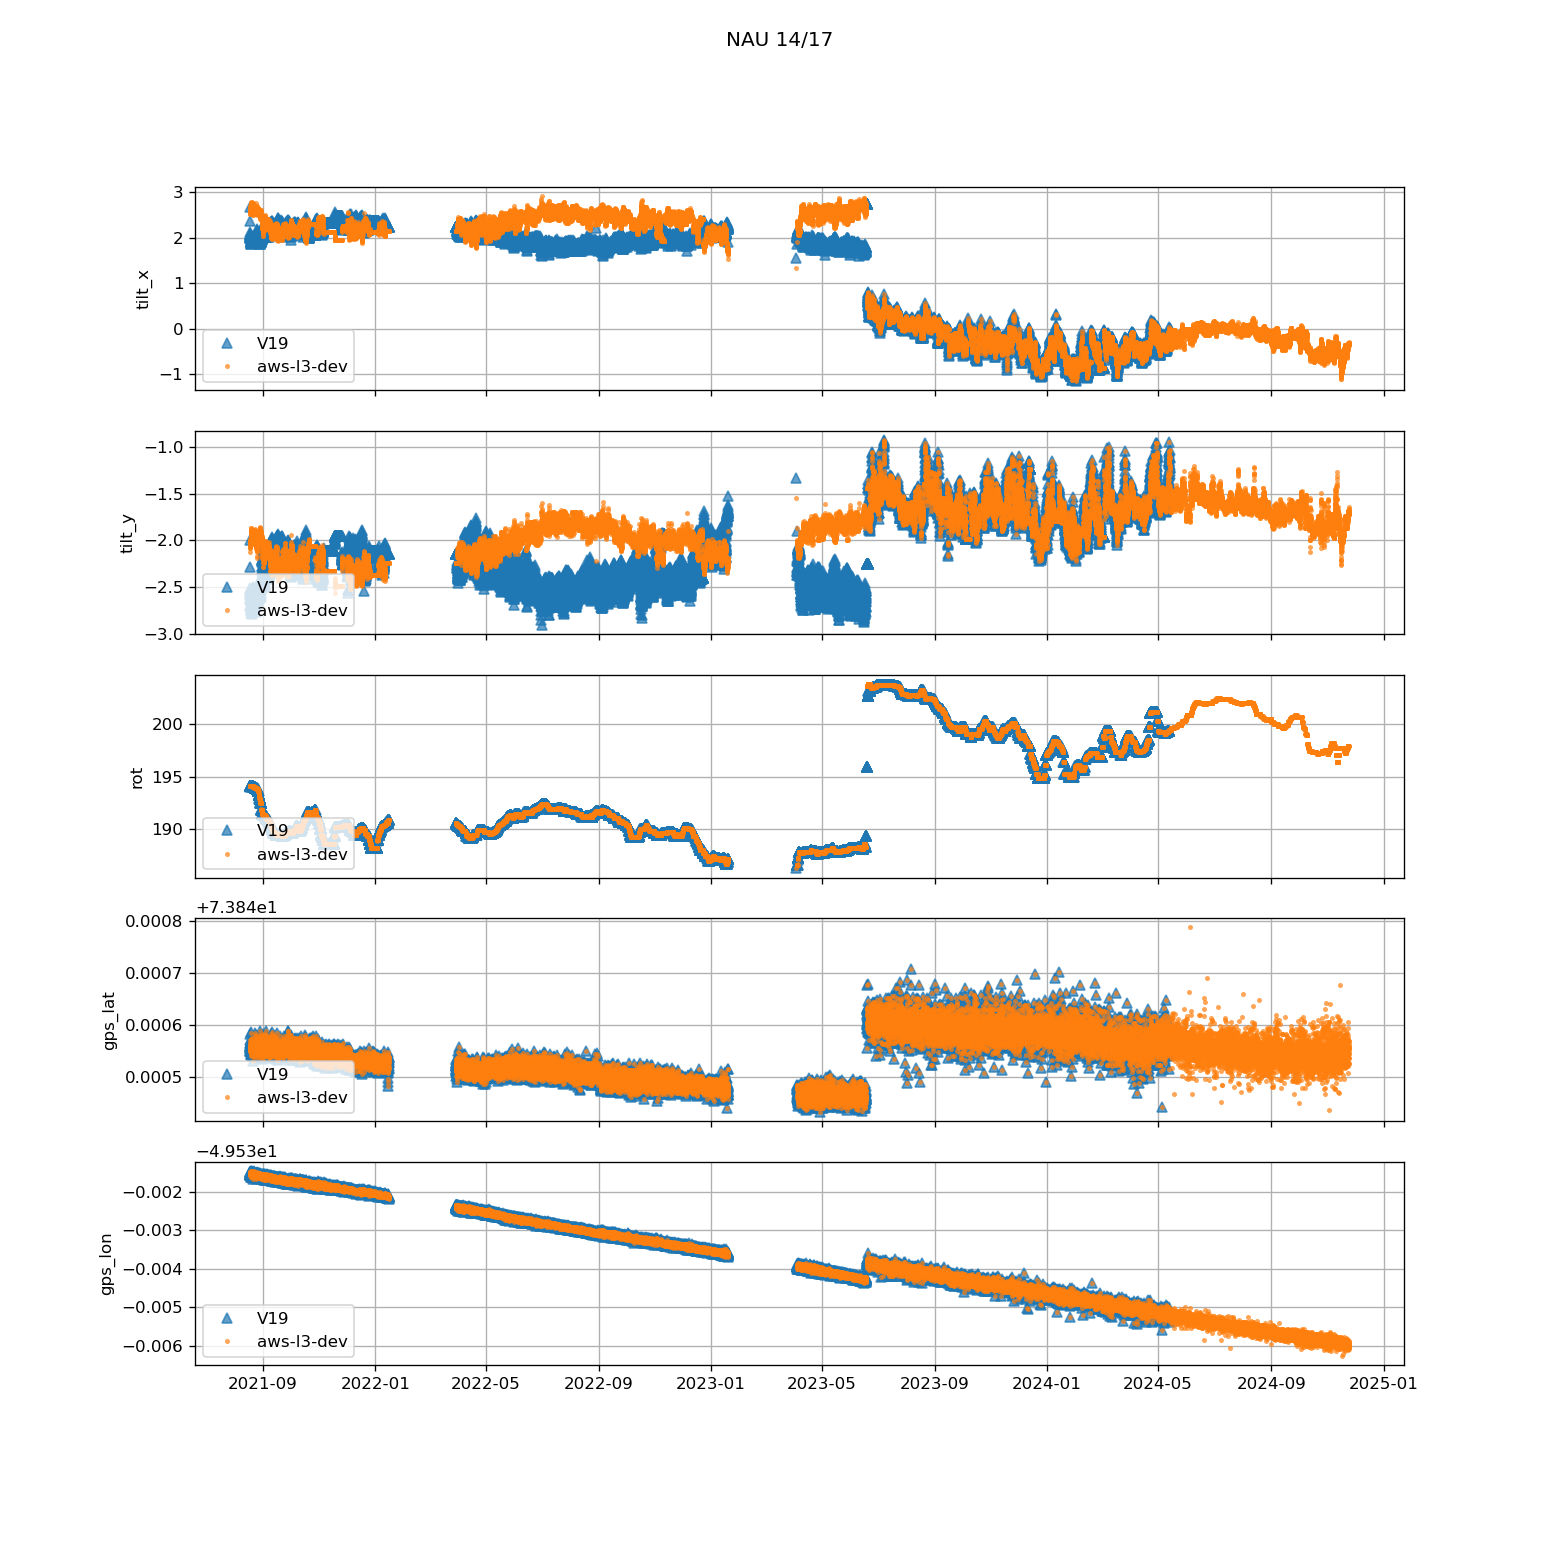 NAU 14/17
3
2
1
0
−1
tilt_x
V19
aws-l3-dev
−1.0
−1.5
−2.0
−2.5
−3.0
tilt_y
V19
aws-l3-dev
200
195
190
rot
V19
aws-l3-dev
+7.384e1
0.0008
0.0007
0.0006
0.0005
gps_lat
V19
aws-l3-dev
−4.953e1
−0.002
−0.003
−0.004
−0.005
−0.006
gps_lon
V19
aws-l3-dev
2021-09 2022-01 2022-05 2022-09 2023-01 2023-05 2023-09 2024-01 2024-05 2024-09 2025-01